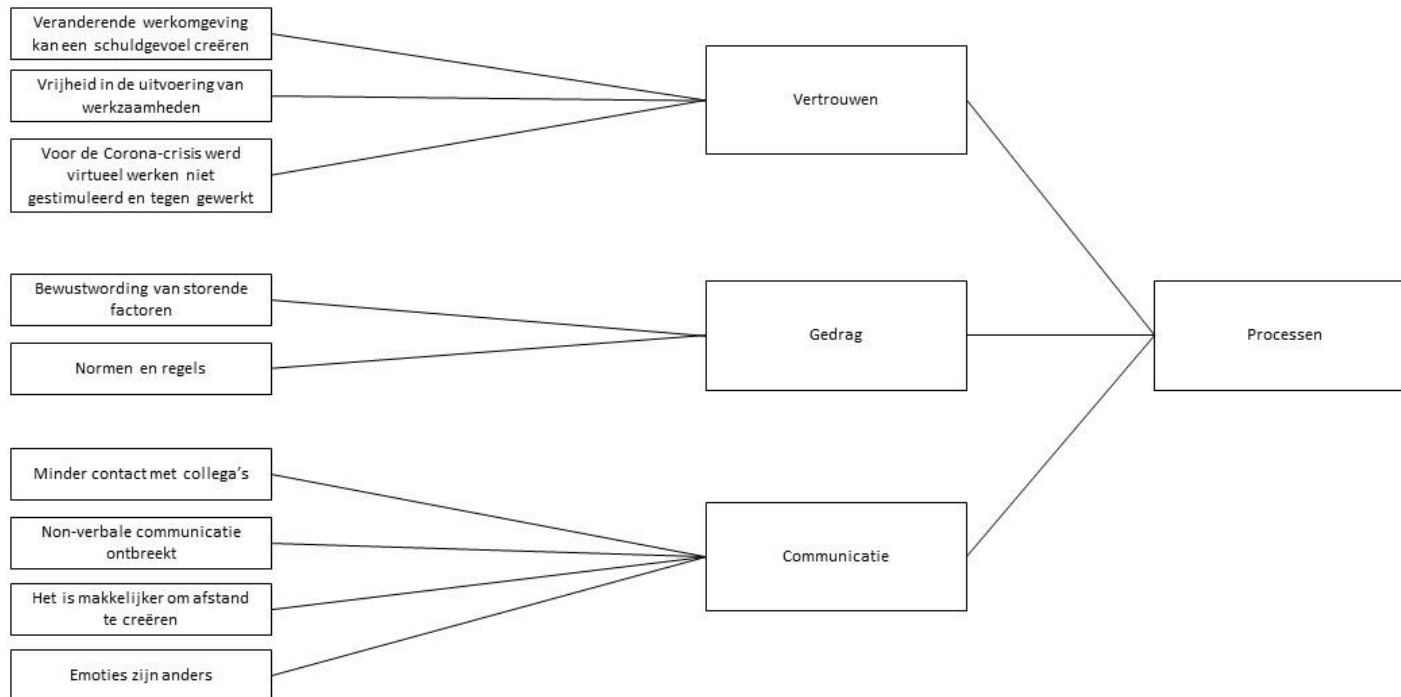 Veranderende werkomgeving
kan een schuldgevoel creëren
Vrijheid in de uitvoering van
werkzaamheden
Voor de Corona-crisis werd
virtueel werken niet
gestimuleerd en tegen gewerkt
Vertrouwen
Bewustwording van storende
factoren
Normen en regels
Gedrag
Processen
Minder contact met collega's
Non-verbale communicatie
ontbreekt
Het is makkelijker om afstand
te creëren
Emoties zijn anders
Communicatie